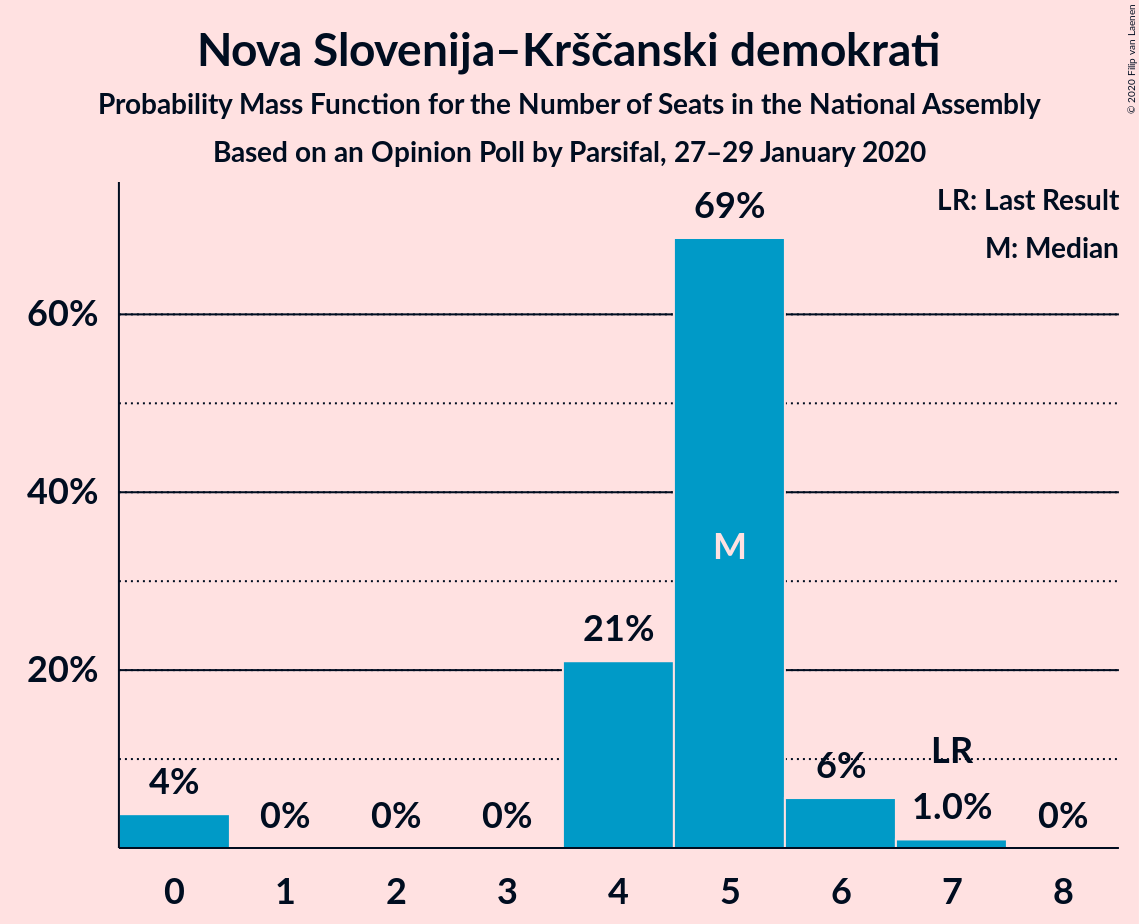 Nova Slovenija–Krščanski demokrati
Probability Mass Function for the Number of Seats in the National Assembly
Based on an Opinion Poll by Parsifal, 27–29 January 2020
© 2020 Filip van Laenen
LR: Last Result
M: Median
69%
60%
40%
M
21%
20%
LR
4%
0%
0%
0%
6%
1.0%
0%
0 1 2 3 4 5 6 7 8